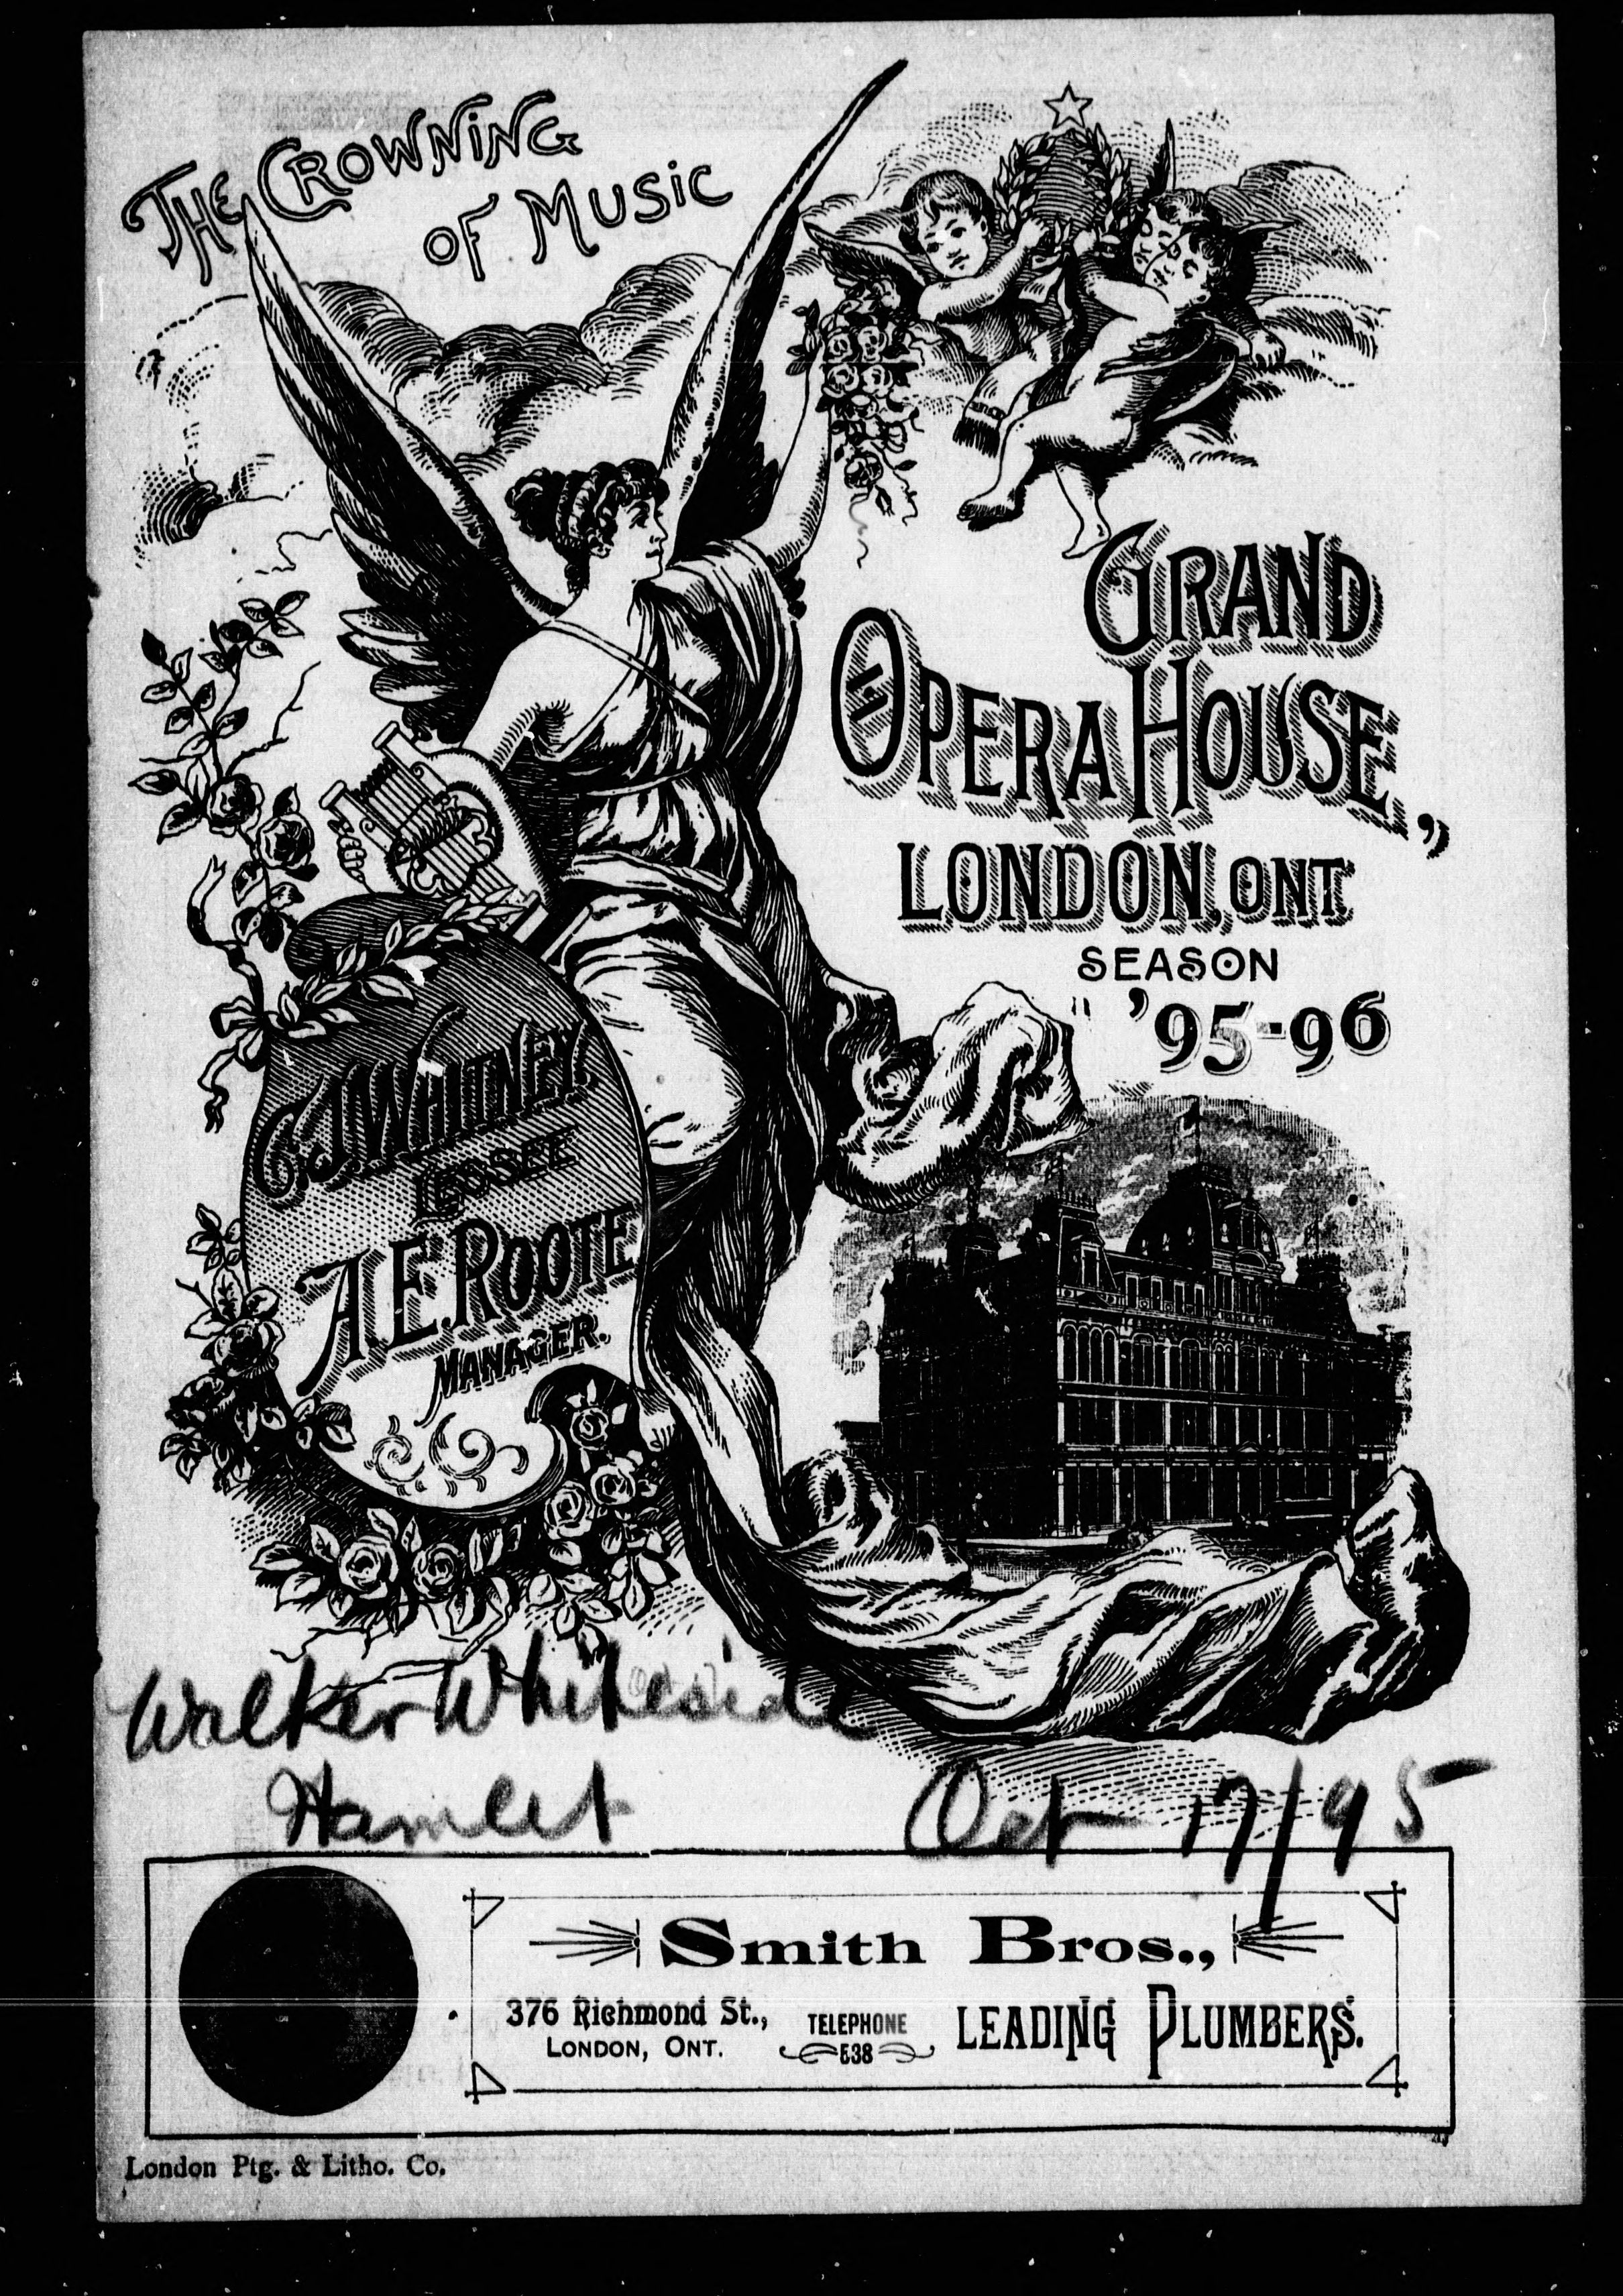 THE CROWNING
OF MUSIC
GRAND
OPERA HOUSE,
LONDON, ONT.
SEASON
'95-96
C.J. WHITNEY,
LESSEE
A.E. ROOTE
MANAGER.
Walker Whiteside
Hamlet
Oct 17/95
Smith Bros.,
376 Richmond St.,
LONDON, ONT.
TELEPHONE
538
LEADING PLUMBERS.
London Ptg. & Litho. Co.